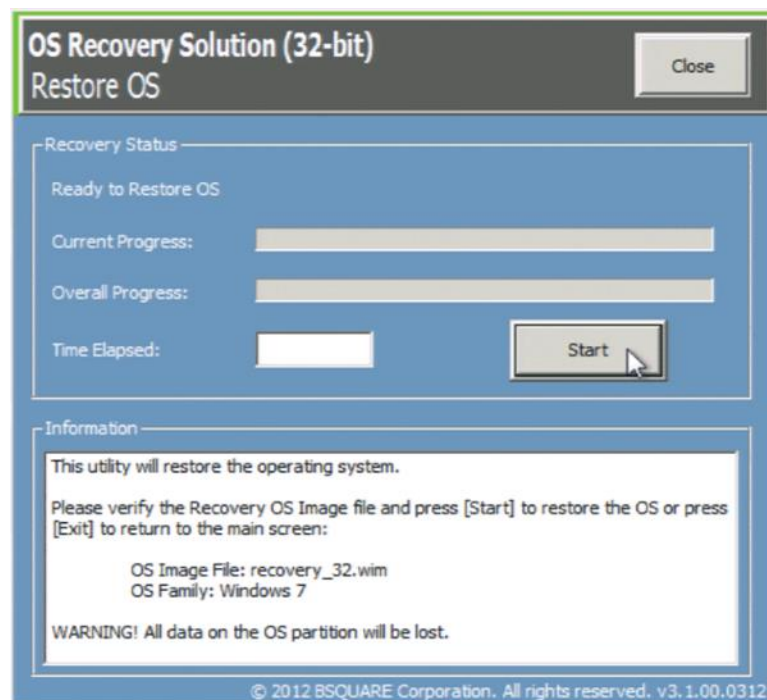 OS Recovery Solution (32-bit)
Restore OS
Close
Recovery Status
Ready to Restore OS
Current Progress:
Overall Progress:
Time Elapsed:
Start
Information
This utility will restore the operating system.
Please verify the Recovery OS Image file and press [Start] to restore the OS or press
[Exit] to return to the main screen:
OS Image File: recovery_32.wim
OS Family: Windows 7
WARNING! All data on the OS partition will be lost.
© 2012 BSQUARE Corporation. All rights reserved. v3.1.00.0312